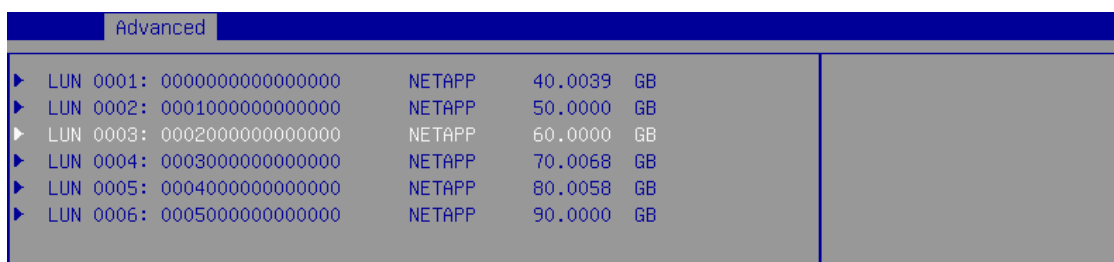 Advanced
LUN 0001: 0000000000000000 NETAPP 40.0039 GB
LUN 0002: 0001000000000000 NETAPP 50.0000 GB
LUN 0003: 0002000000000000 NETAPP 60.0000 GB
LUN 0004: 0003000000000000 NETAPP 70.0068 GB
LUN 0005: 0004000000000000 NETAPP 80.0058 GB
LUN 0006: 0005000000000000 NETAPP 90.0000 GB